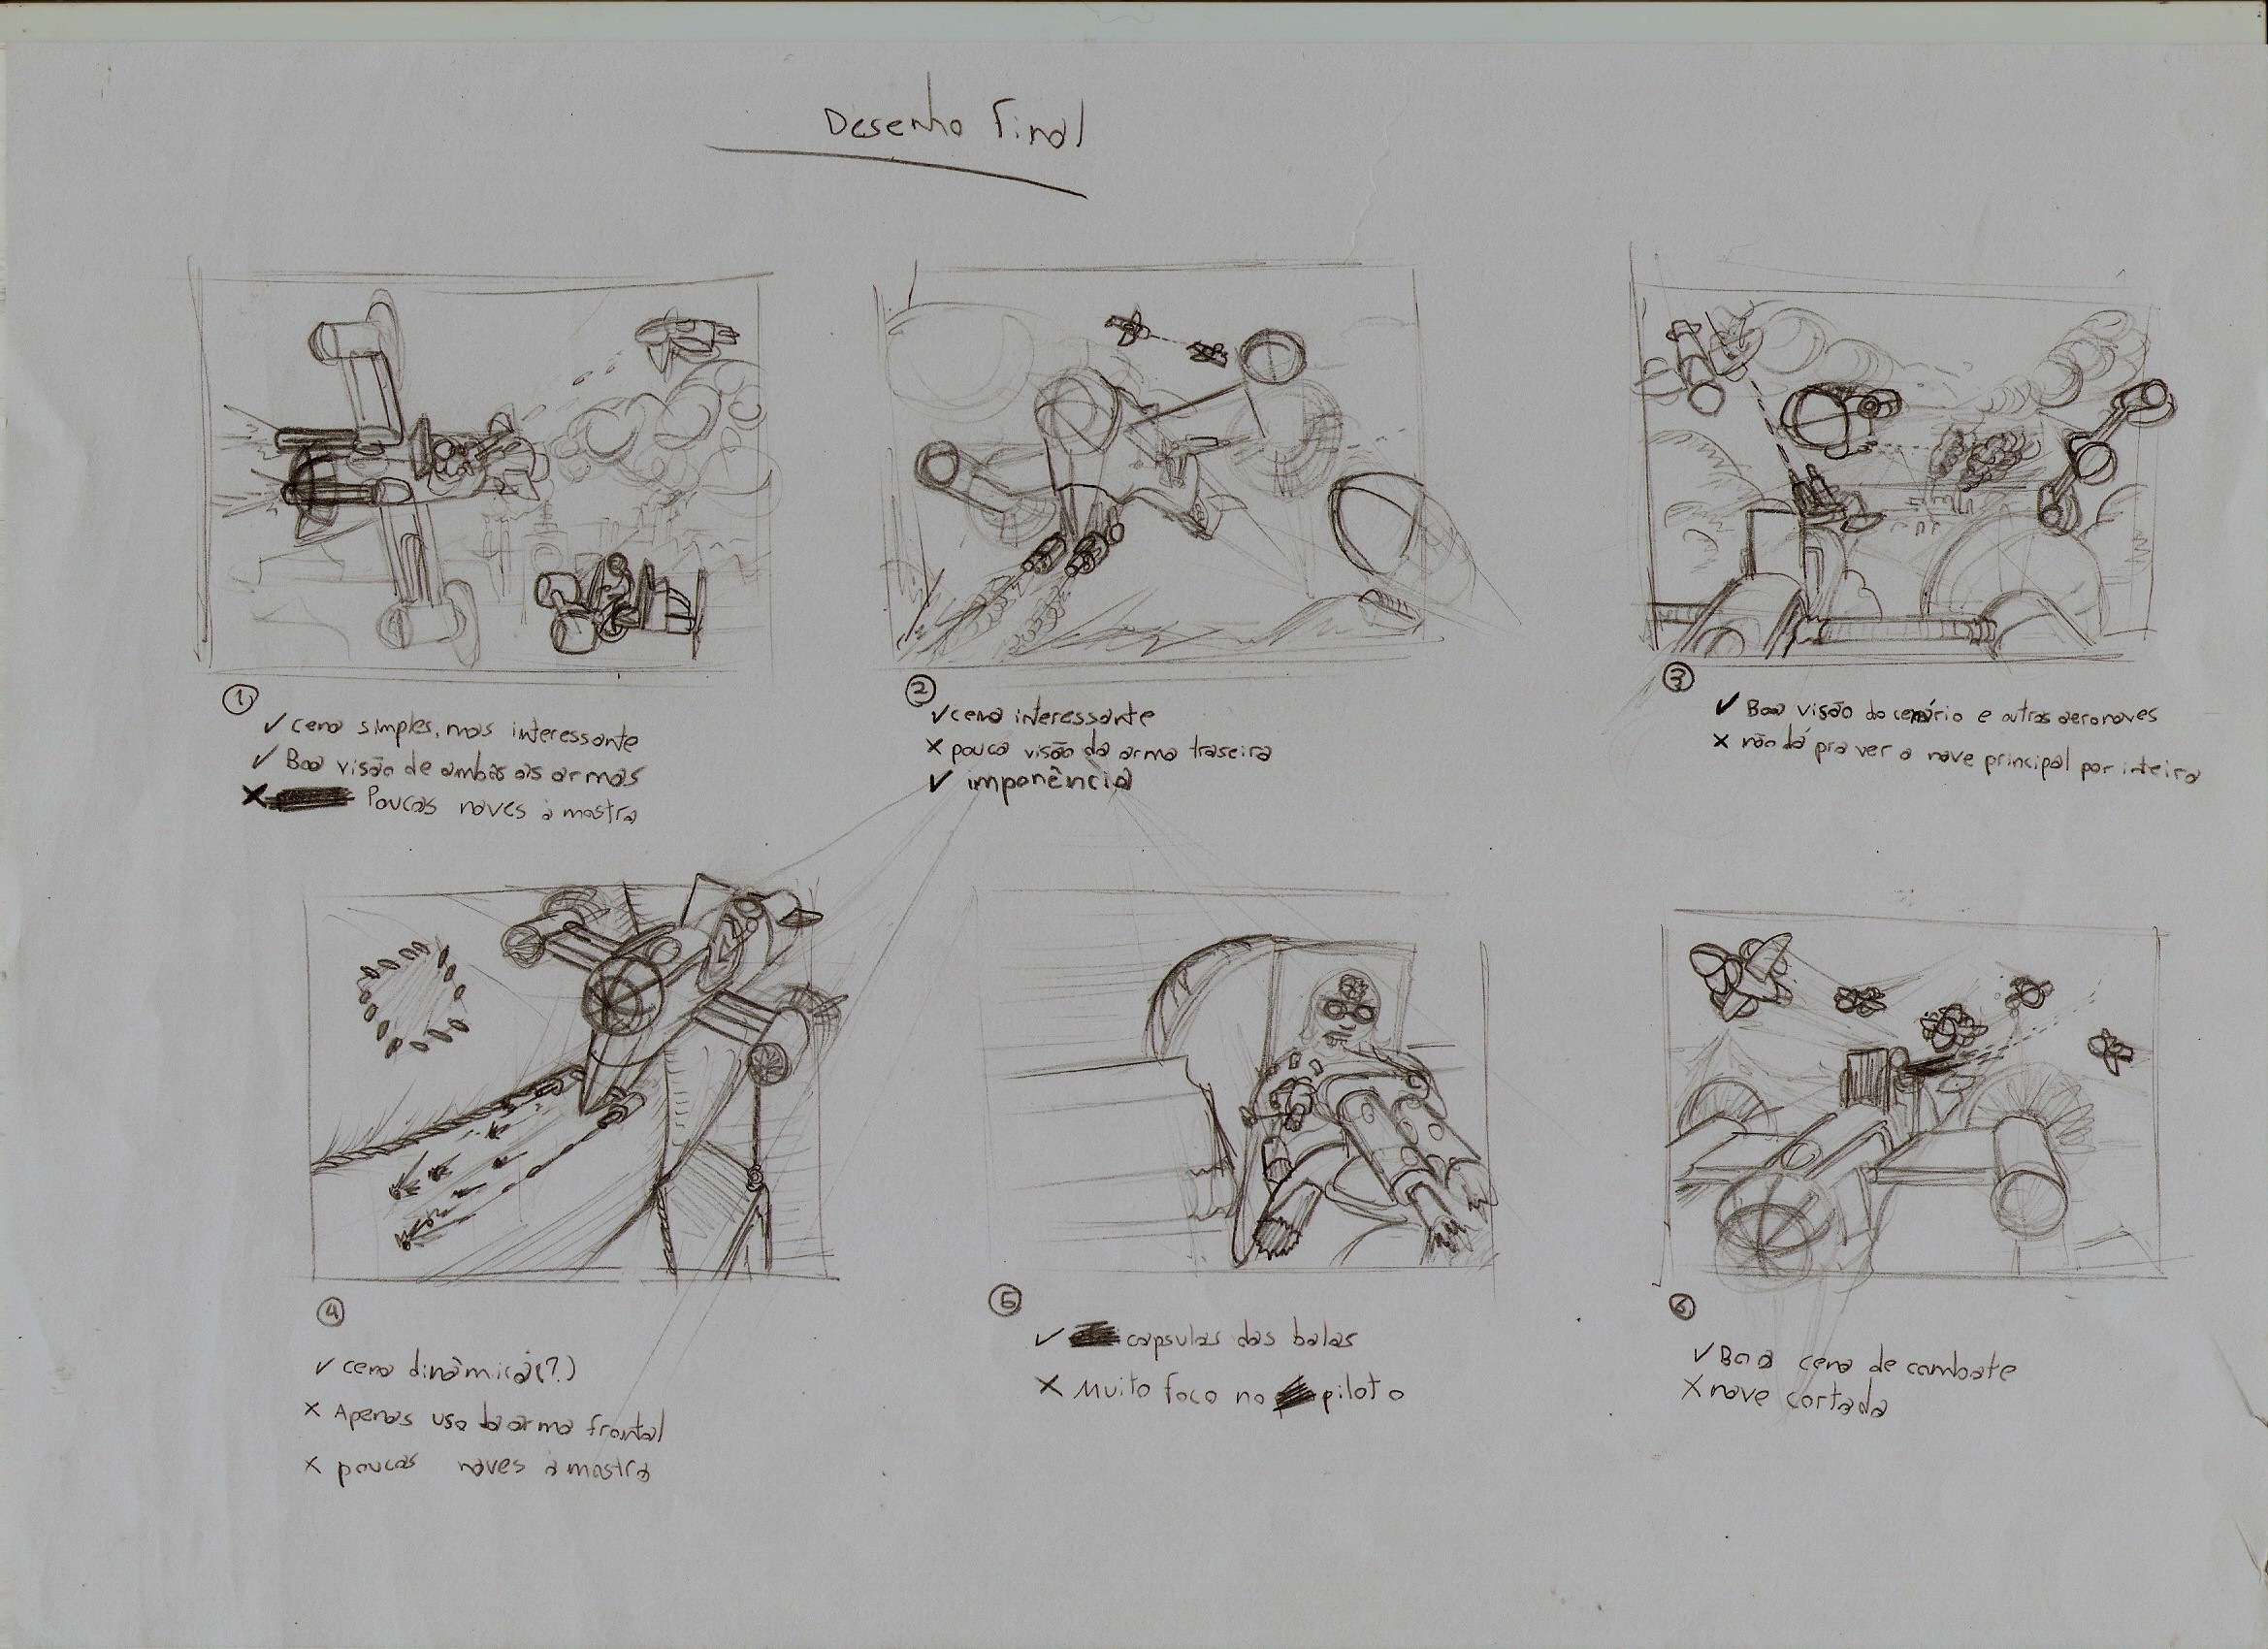 Desenho Final
1
✓ cena simples, mas interessante
✓ Boa visão de ambas as armas
X Poucas naves à mostra
2
✓ cena interessante
X pouca visão da arma traseira
✓ imponência
3
✓ Boa visão do cenário e outras aeronaves
X não dá pra ver a nave principal por inteiro
4
✓ cena dinâmica(?)
X Apenas uso da arma frontal
X poucas naves à mostra
5
✓ capsulas das balas
X Muito foco no piloto
6
✓ Boa cena de combate
X nave cortada